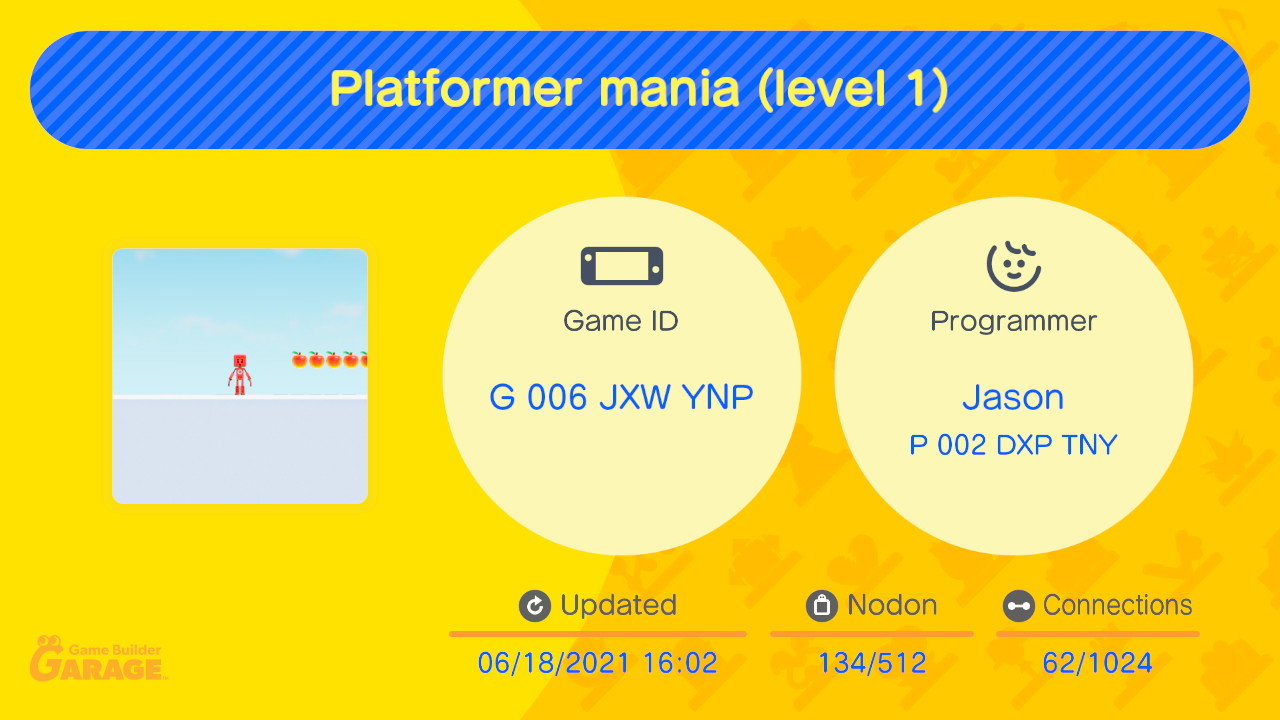 Platformer mania (level 1)
Game ID
G 006 JXW YNP
Programmer
Jason
P 002 DXP TNY
Updated
06/18/2021 16:02
Nodon
134/512
Connections
62/1024
Game Builder
GARAGE